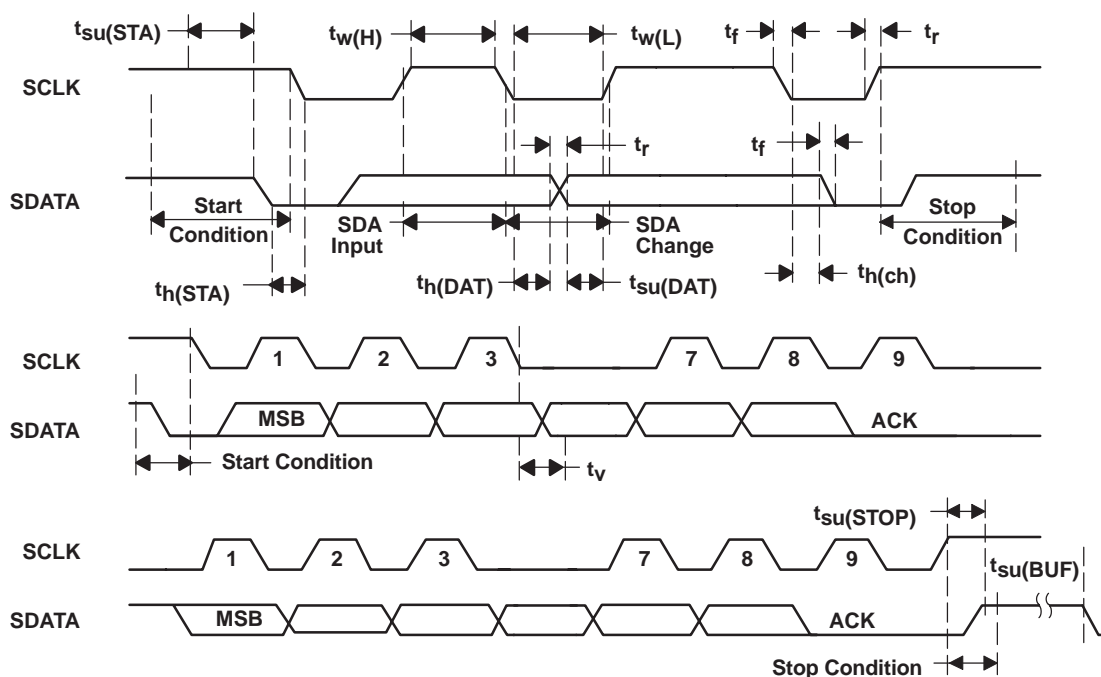 tsu(STA) tw(H) tw(L) tf tr
SCLK
tr tf
SDATA
Start Condition SDA Input SDA Change Stop Condition
th(STA) th(DAT) tsu(DAT) th(ch)
SCLK 1 2 3 7 8 9
SDATA MSB ACK
Start Condition tv
tsu(STOP)
SCLK 1 2 3 7 8 9
tsu(BUF)
SDATA MSB ACK
Stop Condition